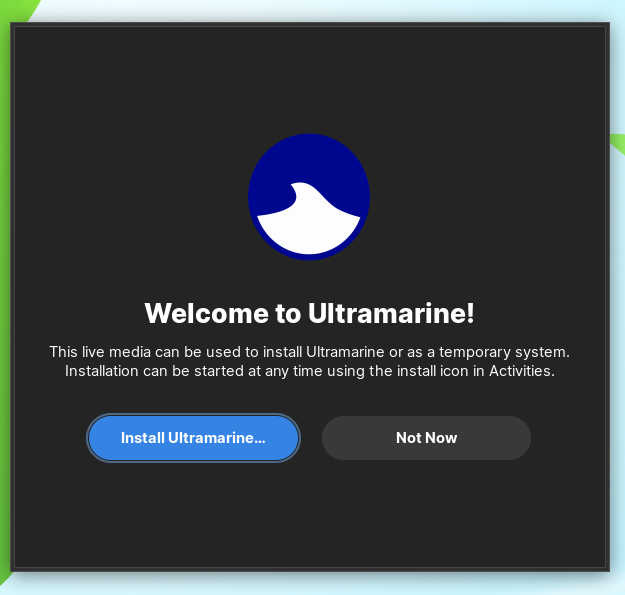 Welcome to Ultramarine!
This live media can be used to install Ultramarine or as a temporary system.
Installation can be started at any time using the install icon in Activities.
Install Ultramarine…
Not Now